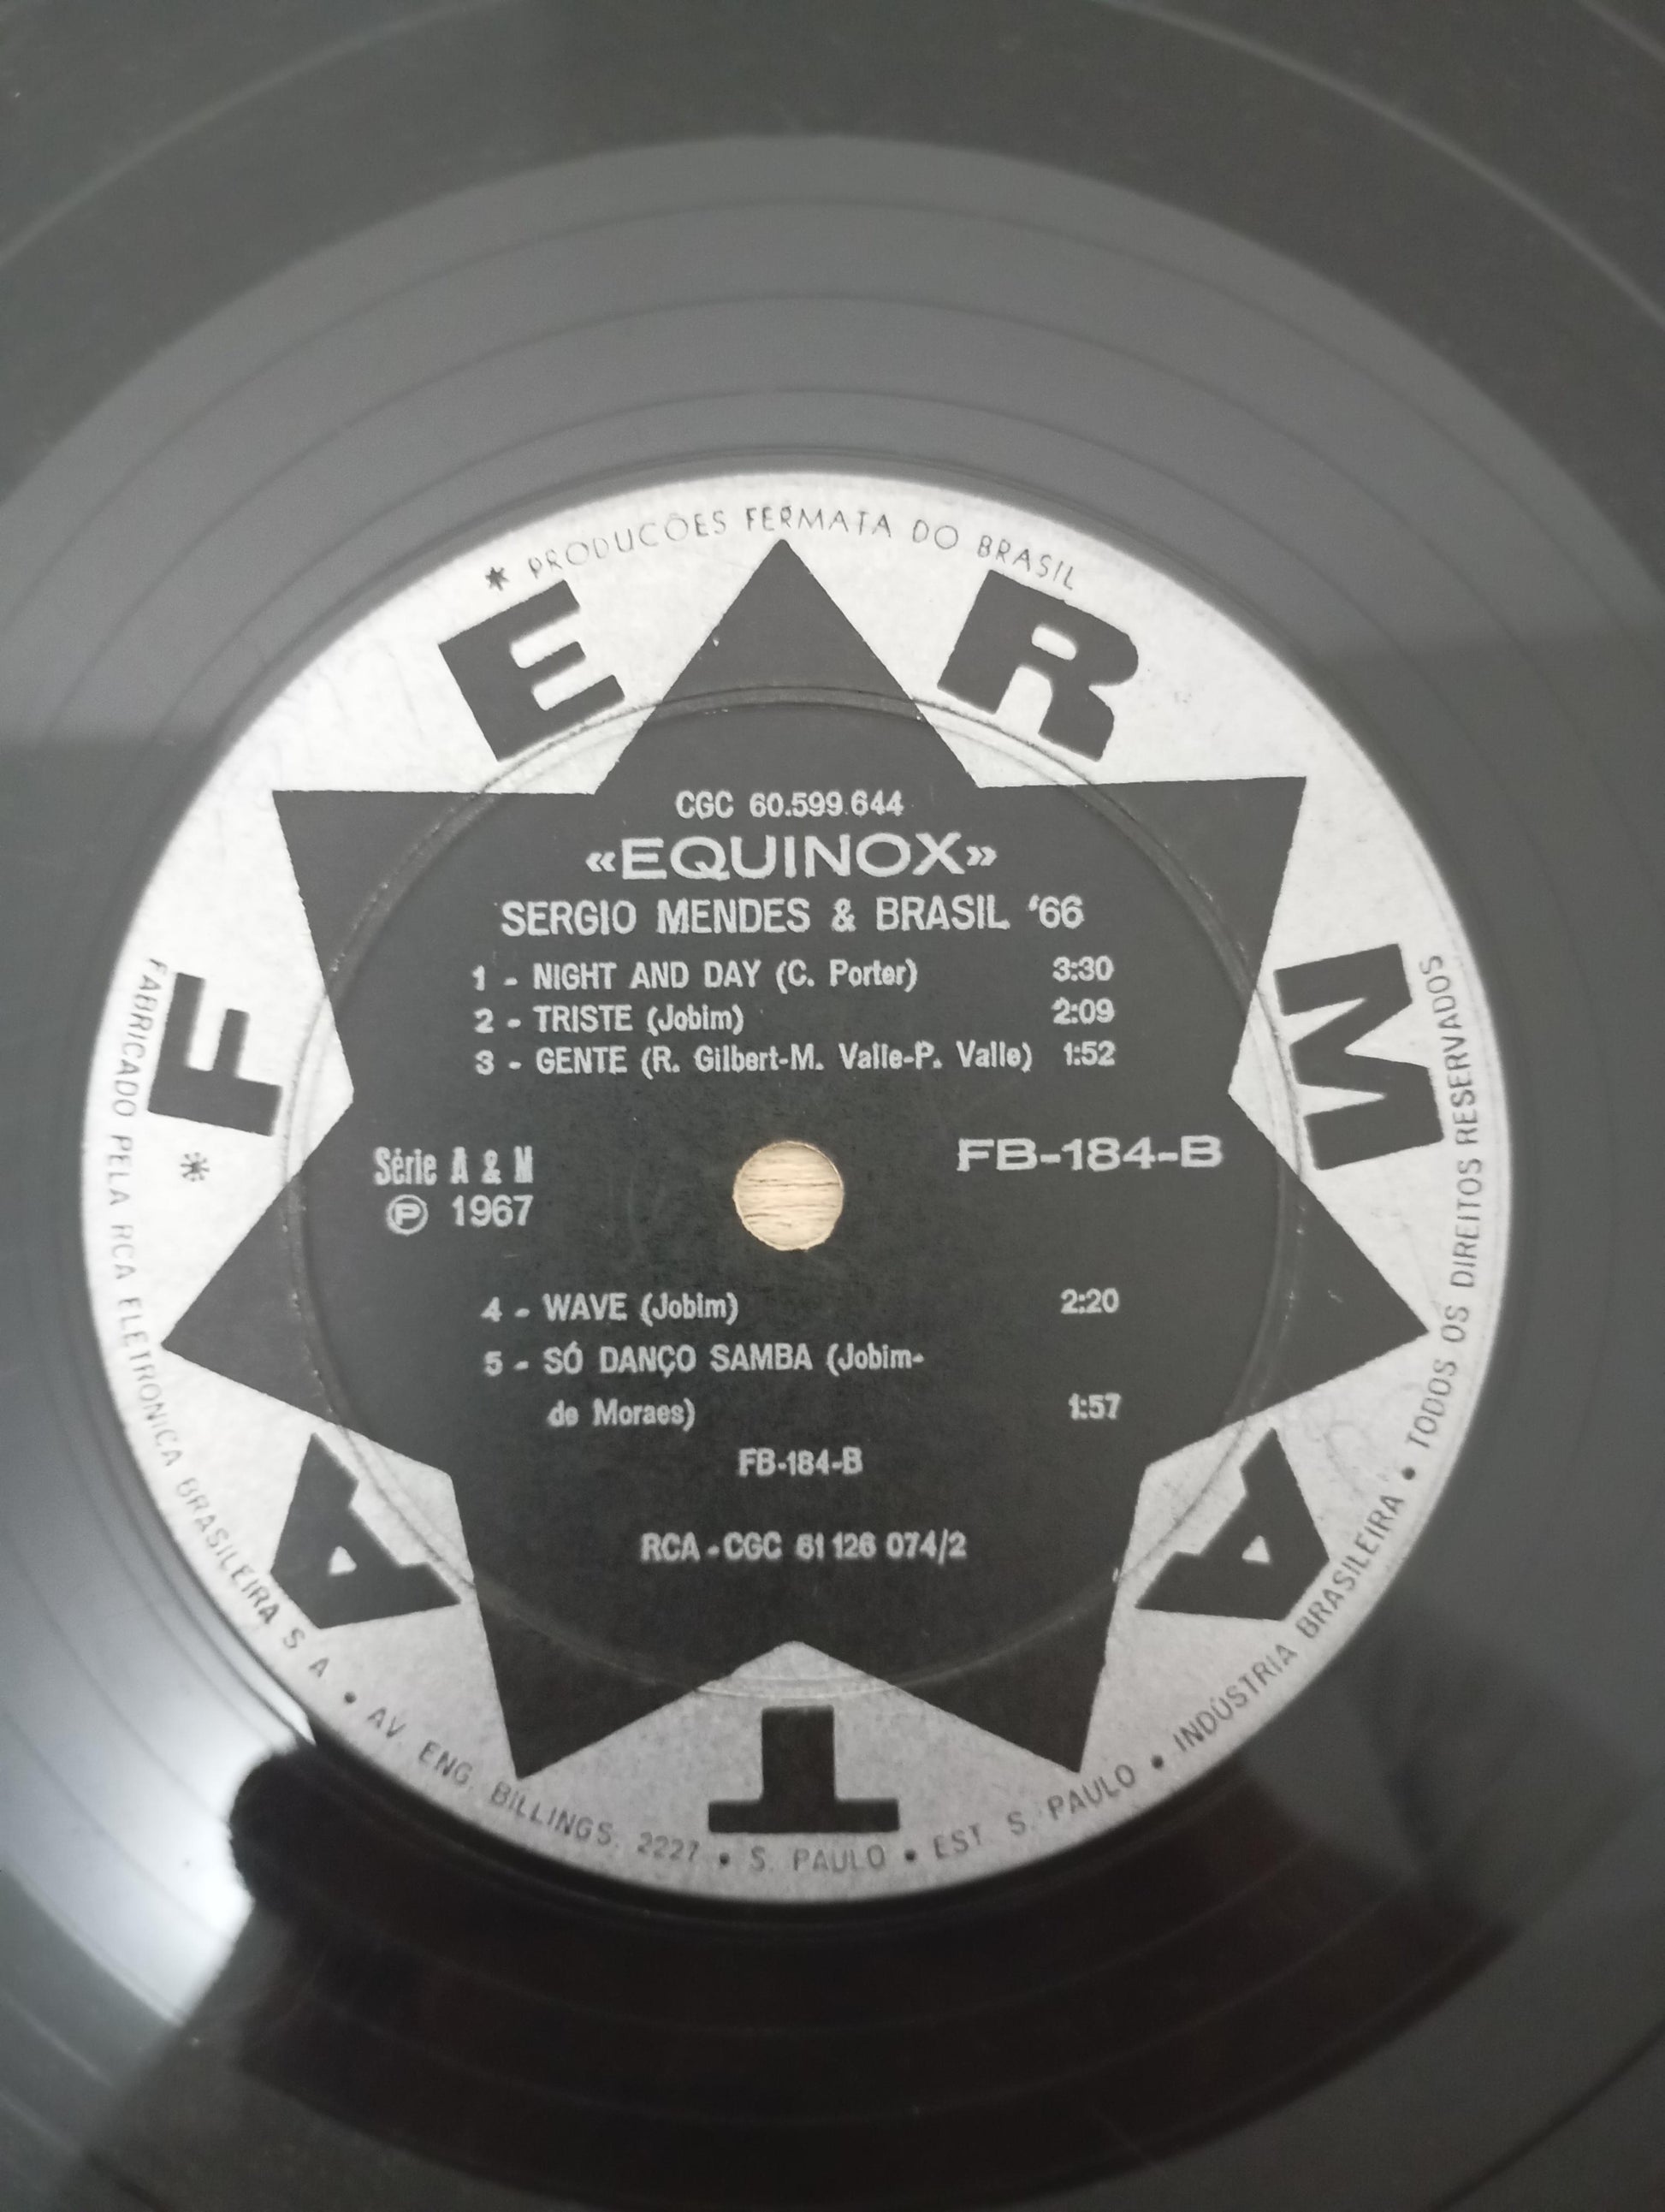 * PRODUCÕES FERMATA DO BRASIL
FERMATA
CGC 60.599.644
«EQUINOX»
SERGIO MENDES & BRASIL '66
1 - NIGHT AND DAY (C. Porter) 3:30
2 - TRISTE (Jobim) 2:09
3 - GENTE (R. Gilbert-M. Valle-P. Valle) 1:52
Série A & M
℗ 1967
FB-184-B
4 - WAVE (Jobim) 2:20
5 - SÓ DANÇO SAMBA (Jobim-
de Moraes) 1:57
FB-184-B
RCA - CGC 61 126 074/2
* FABRICADO PELA RCA ELETRONICA BRASILEIRA S A • AV. ENG. BILLINGS, 2227 • S. PAULO • EST S. PAULO • INDÚSTRIA BRASILEIRA • TODOS OS DIREITOS RESERVADOS